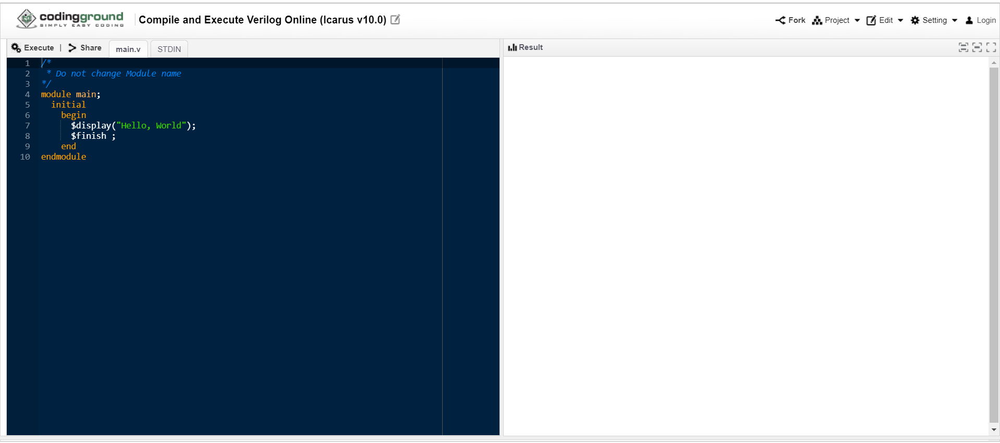 codingground
SIMPLY EASY CODING
Compile and Execute Verilog Online (Icarus v10.0)
Fork Project Edit Setting Login
Execute | Share main.v STDIN
Result
1 /*
2 * Do not change Module name
3 */
4 module main;
5 initial
6 begin
7 $display("Hello, World");
8 $finish ;
9 end
10 endmodule